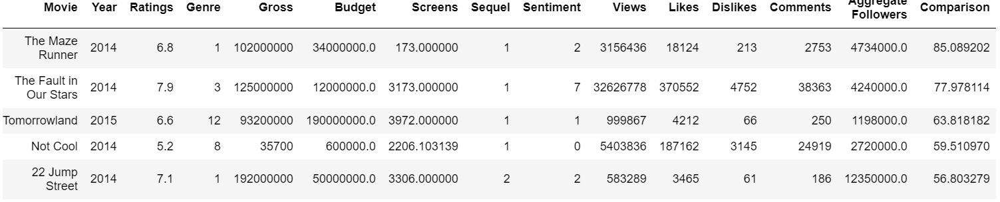 Movie Year Ratings Genre Gross Budget Screens Sequel Sentiment Views Likes Dislikes Comments Aggregate Followers Comparison
The Maze Runner 2014 6.8 1 102000000 34000000.0 173.000000 1 2 3156436 18124 213 2753 4734000.0 85.089202
The Fault in Our Stars 2014 7.9 3 125000000 12000000.0 3173.000000 1 7 32626778 370552 4752 38363 4240000.0 77.978114
Tomorrowland 2015 6.6 12 93200000 190000000.0 3972.000000 1 1 999867 4212 66 250 1198000.0 63.818182
Not Cool 2014 5.2 8 35700 600000.0 2206.103139 1 0 5403836 187162 3145 24919 2720000.0 59.510970
22 Jump Street 2014 7.1 1 192000000 50000000.0 3306.000000 2 2 583289 3465 61 186 12350000.0 56.803279